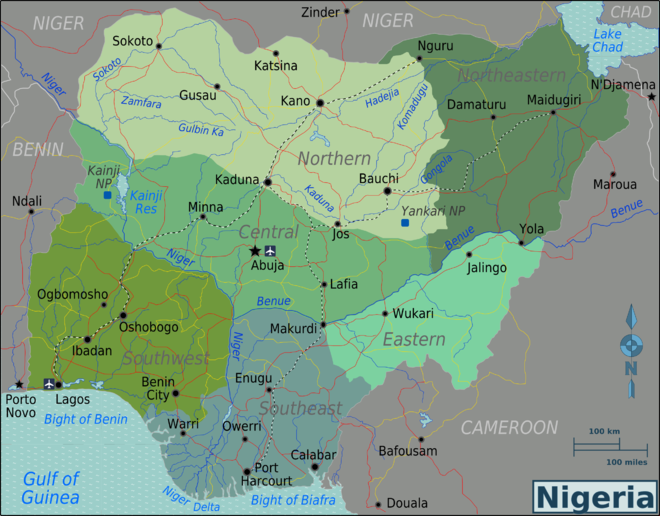 NIGER
Zinder
NIGER
CHAD
Lake
Chad
Sokoto
Katsina
Nguru
Northeastern
N'Djamena
Niger
Sokoto
Gusau
Kano
Hadejia
Komadugu
Damaturu
Maidugiri
Zamfara
Gulbin Ka
BENIN
Northern
Kainji
NP
Kainji
Res
Kaduna
Kaduna
Bauchi
Gongola
Maroua
Ndali
Minna
Yankari NP
Benue
Central
Jos
Benue
Yola
Niger
Abuja
Jalingo
Ogbomosho
Lafia
Oshobogo
Benue
Wukari
Makurdi
Ibadan
Niger
Eastern
Southwest
Porto
Novo
Lagos
Benin
City
Enugu
Southeast
Bight of Benin
Warri
Owerri
CAMEROON
Bafousam
100 km
100 miles
Calabar
Port
Harcourt
Gulf of
Guinea
Niger
Delta
Bight of Biafra
Douala
N
Nigeria